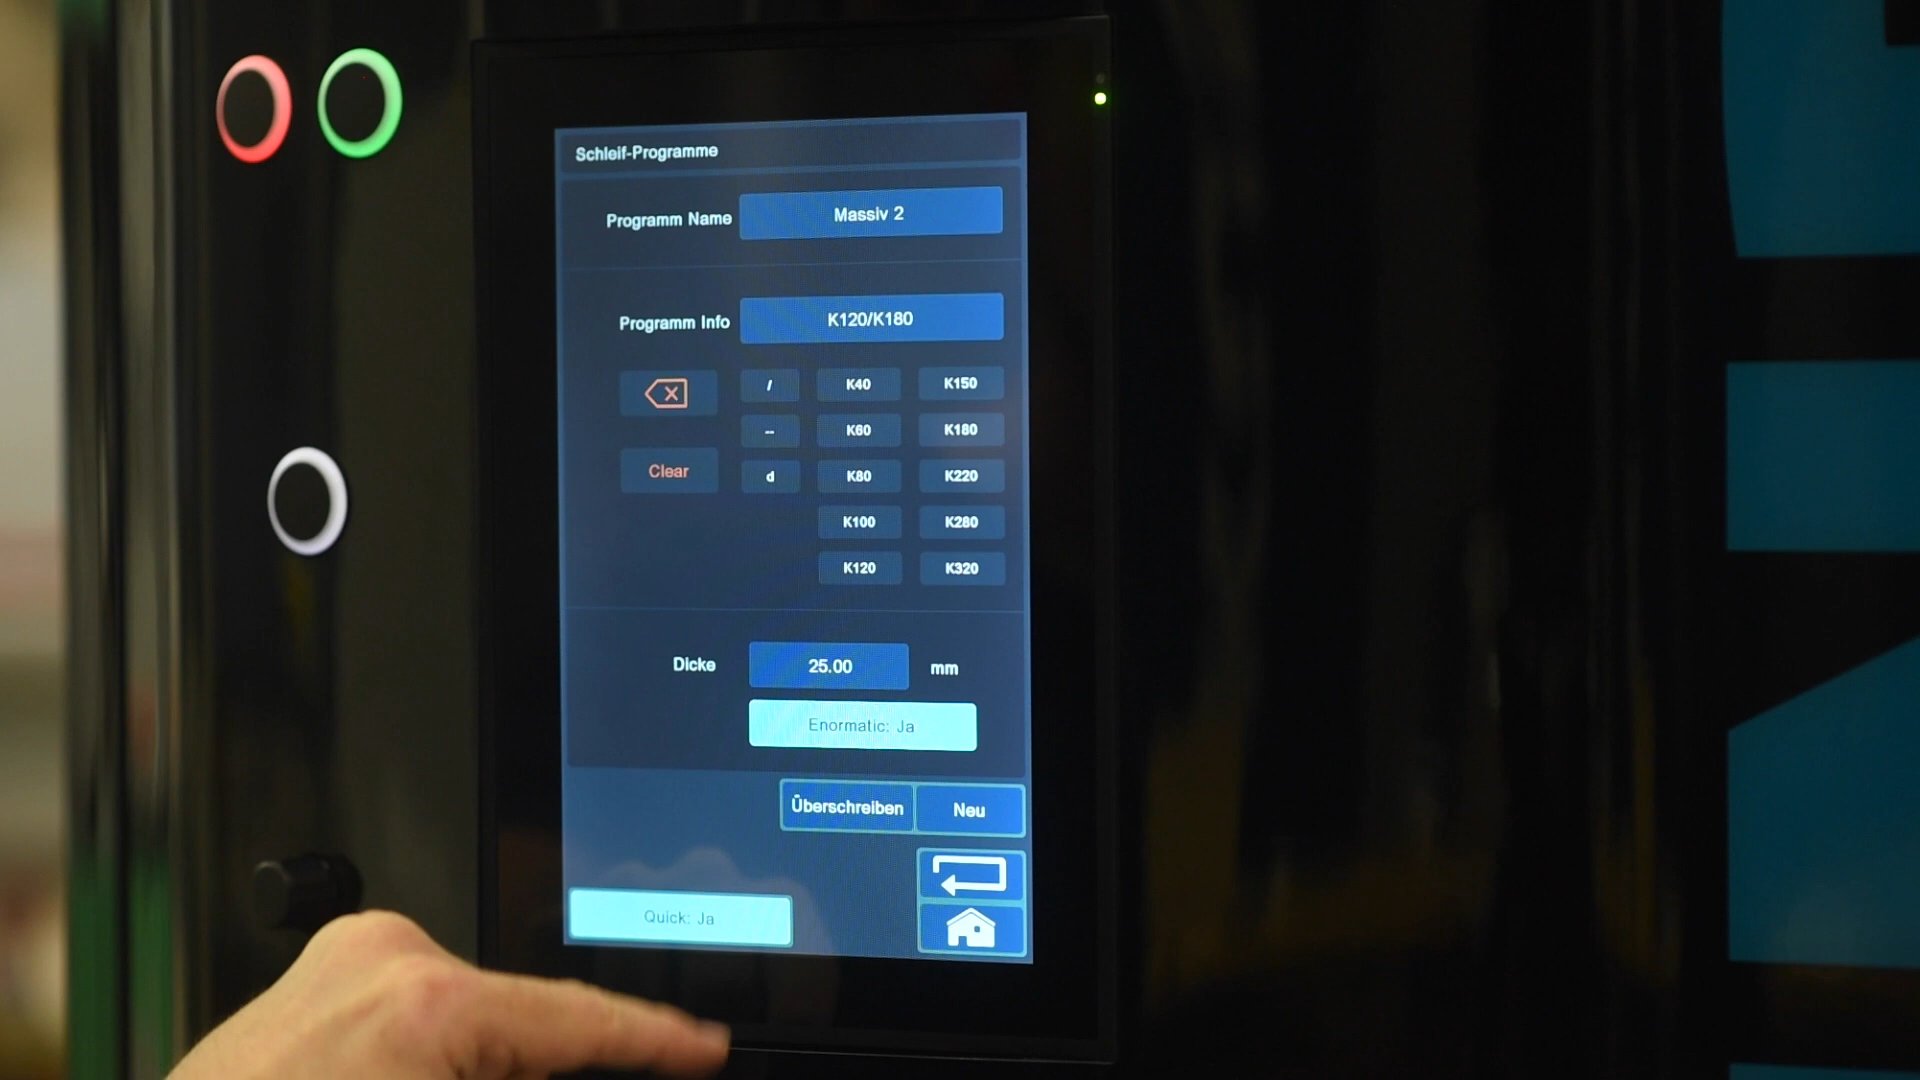 Schleif-Programme
Programm Name Massiv 2
Programm Info K120/K180
/ K40 K150
-- K60 K180
Clear d K80 K220
K100 K280
K120 K320
Dicke 25.00 mm
Enormatic: Ja
Überschreiben Neu
Quick: Ja